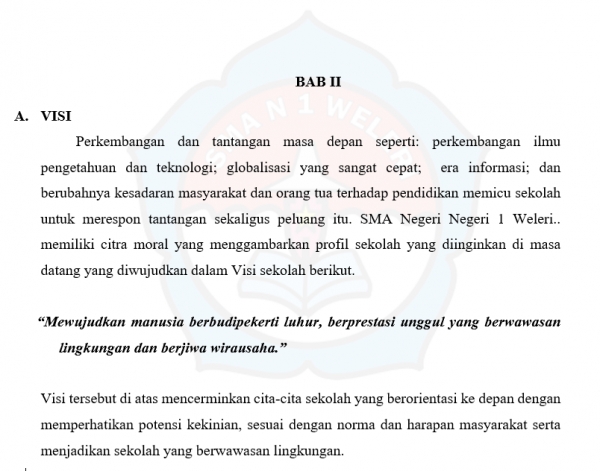 BAB II
A. VISI
Perkembangan dan tantangan masa depan seperti: perkembangan ilmu
pengetahuan dan teknologi; globalisasi yang sangat cepat; era informasi; dan
berubahnya kesadaran masyarakat dan orang tua terhadap pendidikan memicu sekolah
untuk merespon tantangan sekaligus peluang itu. SMA Negeri Negeri 1 Weleri..
memiliki citra moral yang menggambarkan profil sekolah yang diinginkan di masa
datang yang diwujudkan dalam Visi sekolah berikut.
“Mewujudkan manusia berbudipekerti luhur, berprestasi unggul yang berwawasan
lingkungan dan berjiwa wirausaha.”
Visi tersebut di atas mencerminkan cita-cita sekolah yang berorientasi ke depan dengan
memperhatikan potensi kekinian, sesuai dengan norma dan harapan masyarakat serta
menjadikan sekolah yang berwawasan lingkungan.
SMA N 1 WELERI